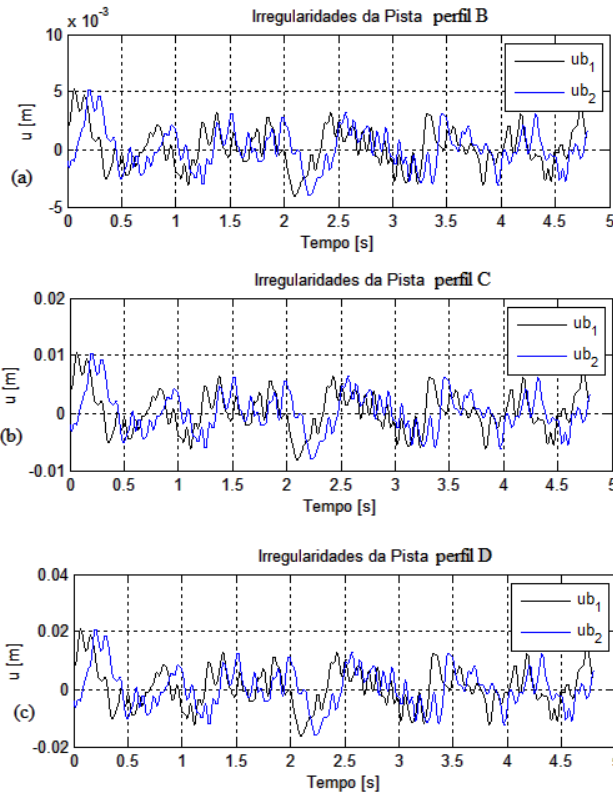 Irregularidades da Pista perfil B
x 10-3
10
5
0
-5
u [m]
(a)
ub1
ub2
0 0.5 1 1.5 2 2.5 3 3.5 4 4.5 5
Tempo [s]
Irregularidades da Pista perfil C
0.02
0.01
0
-0.01
u [m]
(b)
ub1
ub2
0 0.5 1 1.5 2 2.5 3 3.5 4 4.5 5
Tempo [s]
Irregularidades da Pista perfil D
0.04
0.02
0
-0.02
u [m]
(c)
ub1
ub2
0 0.5 1 1.5 2 2.5 3 3.5 4 4.5 5
Tempo [s]